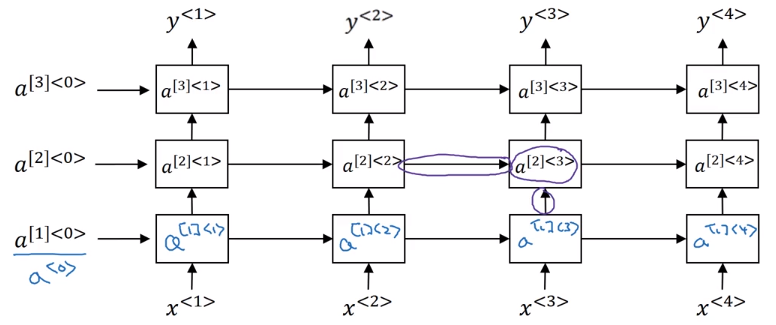 y<1> y<2> y<3> y<4>
a[3]<0> a[3]<1> a[3]<2> a[3]<3> a[3]<4>
a[2]<0> a[2]<1> a[2]<2> a[2]<3> a[2]<4>
a[1]<0> a[1]<1> a[1]<2> a[1]<3> a[1]<4>
a<0>
x<1> x<2> x<3> x<4>